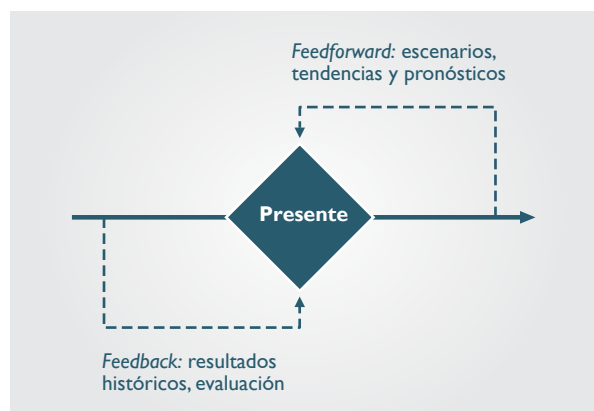 Feedforward: escenarios,
tendencias y pronósticos
Presente
Feedback: resultados
históricos, evaluación